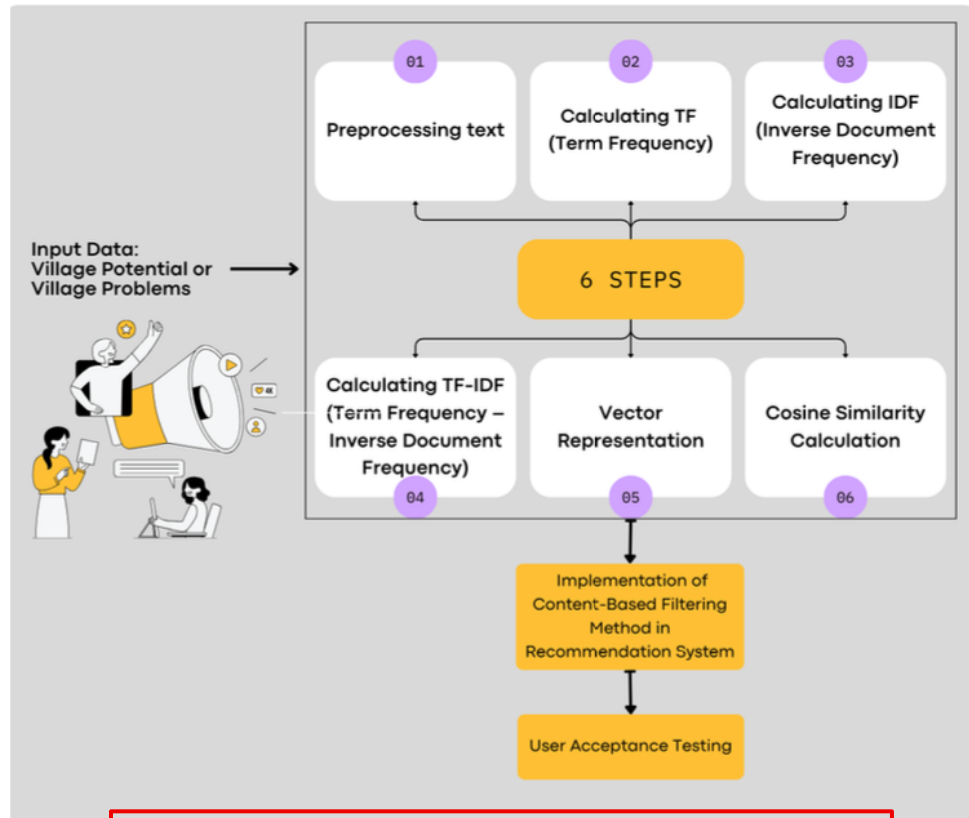 01
Preprocessing text
02
Calculating TF
(Term Frequency)
03
Calculating IDF
(Inverse Document
Frequency)
Input Data:
Village Potential or
Village Problems
6 STEPS
4K
Calculating TF-IDF
(Term Frequency –
Inverse Document
Frequency)
04
Vector
Representation
05
Cosine Similarity
Calculation
06
Implementation of
Content-Based Filtering
Method in
Recommendation System
User Acceptance Testing